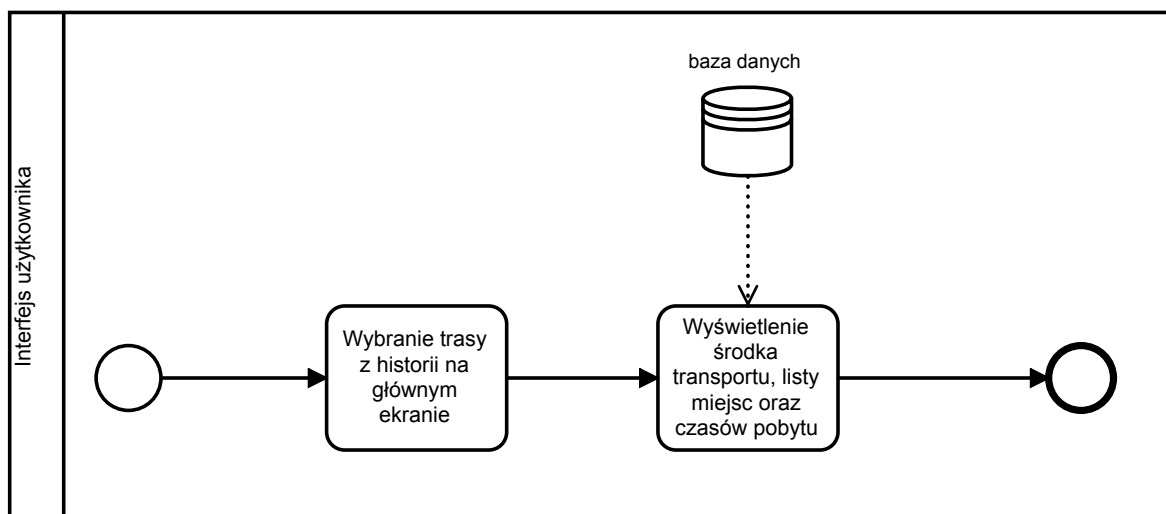 Interfejs użytkownika
baza danych
Wybranie trasy
z historii na
głównym
ekranie
Wyświetlenie
środka
transportu, listy
miejsc oraz
czasów pobytu